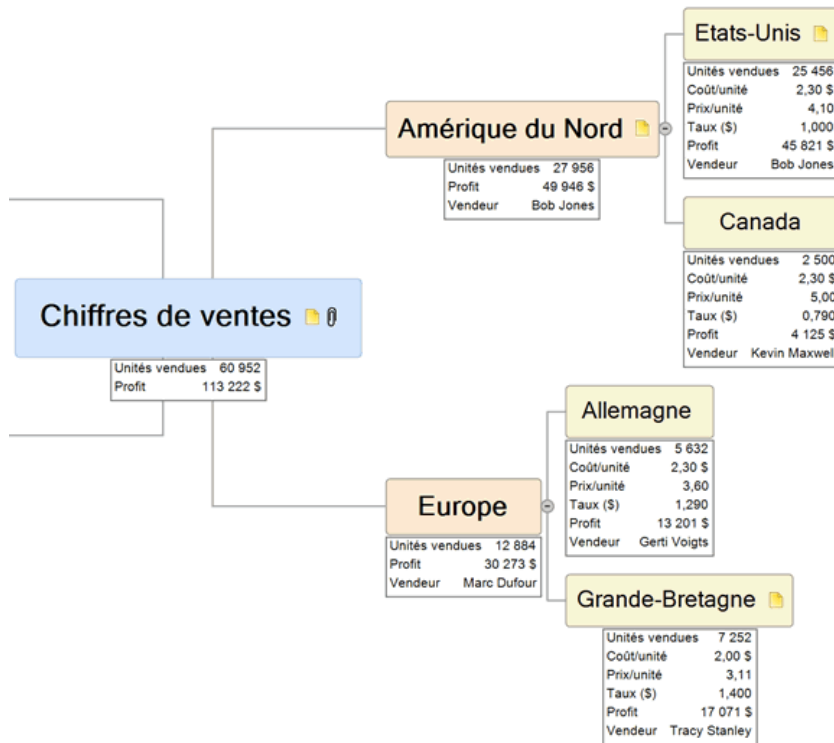 Chiffres de ventes
Unités vendues 60 952
Profit 113 222 $
Amérique du Nord
Unités vendues 27 956
Profit 49 946 $
Vendeur Bob Jones
Etats-Unis
Unités vendues 25 456
Coût/unité 2,30 $
Prix/unité 4,10
Taux ($) 1,000
Profit 45 821 $
Vendeur Bob Jones
Canada
Unités vendues 2 500
Coût/unité 2,30 $
Prix/unité 5,00
Taux ($) 0,790
Profit 4 125 $
Vendeur Kevin Maxwell
Europe
Unités vendues 12 884
Profit 30 273 $
Vendeur Marc Dufour
Allemagne
Unités vendues 5 632
Coût/unité 2,30 $
Prix/unité 3,60
Taux ($) 1,290
Profit 13 201 $
Vendeur Gerti Voigts
Grande-Bretagne
Unités vendues 7 252
Coût/unité 2,00 $
Prix/unité 3,11
Taux ($) 1,400
Profit 17 071 $
Vendeur Tracy Stanley